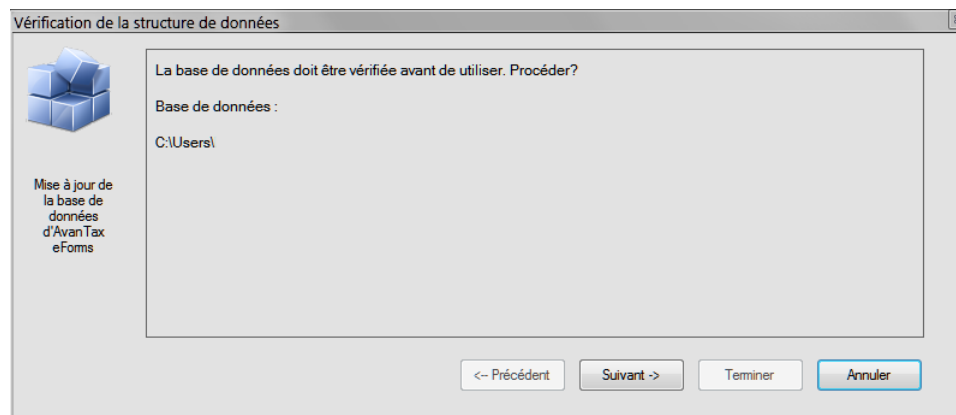 Vérification de la structure de données
La base de données doit être vérifiée avant de utiliser. Procéder?
Base de données :
C:\Users\
Mise à jour de
la base de
données
d'AvanTax
eForms
<-- Précédent
Suivant ->
Terminer
Annuler